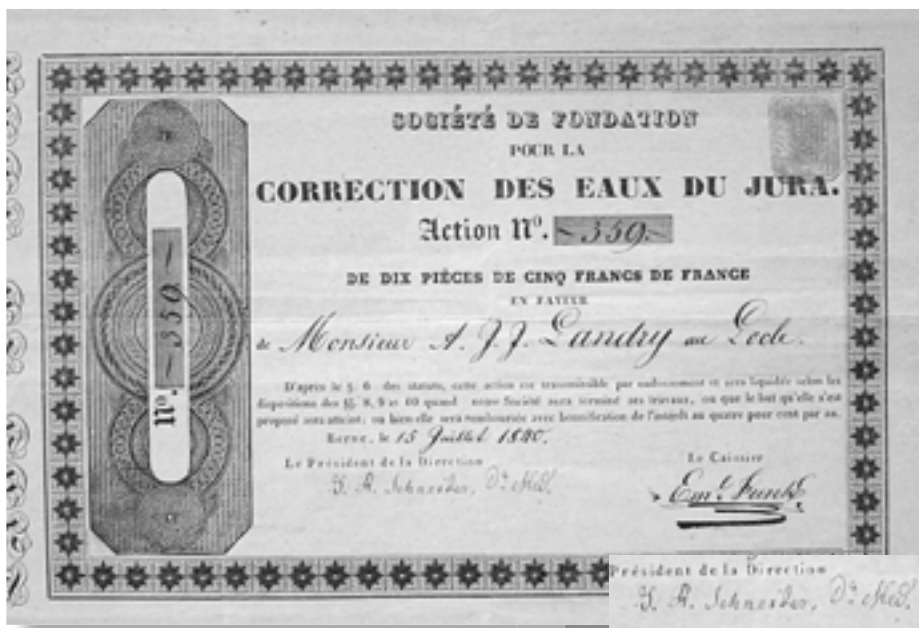 SOCIÉTÉ DE FONDATION
POUR LA
CORRECTION DES EAUX DU JURA.
Action Nº. ~ 359. ~
DE DIX PIÈCES DE CINQ FRANCS DE FRANCE
EN FAVEUR
de Monsieur A. J. J. Landry au Locle.
D'après le §. 6 des statuts, cette action est transmissible par endossement et sera liquidée selon les
dispositions des §§. 8, 9 et 60 quand notre Société aura terminé ses travaux, ou que le but qu'elle s'est
proposé sera atteint; ou bien elle sera remboursée avec bonification de l'intérêt au quatre pour cent par an.
Berne, le 15 Juillet 1840.
Le Président de la Direction
J. R. Schneider, Dr. Med.
Le Caissier
Em. Funk
Nº. ~ 359 ~
Président de la Direction
J. R. Schneider, Dr. Med.